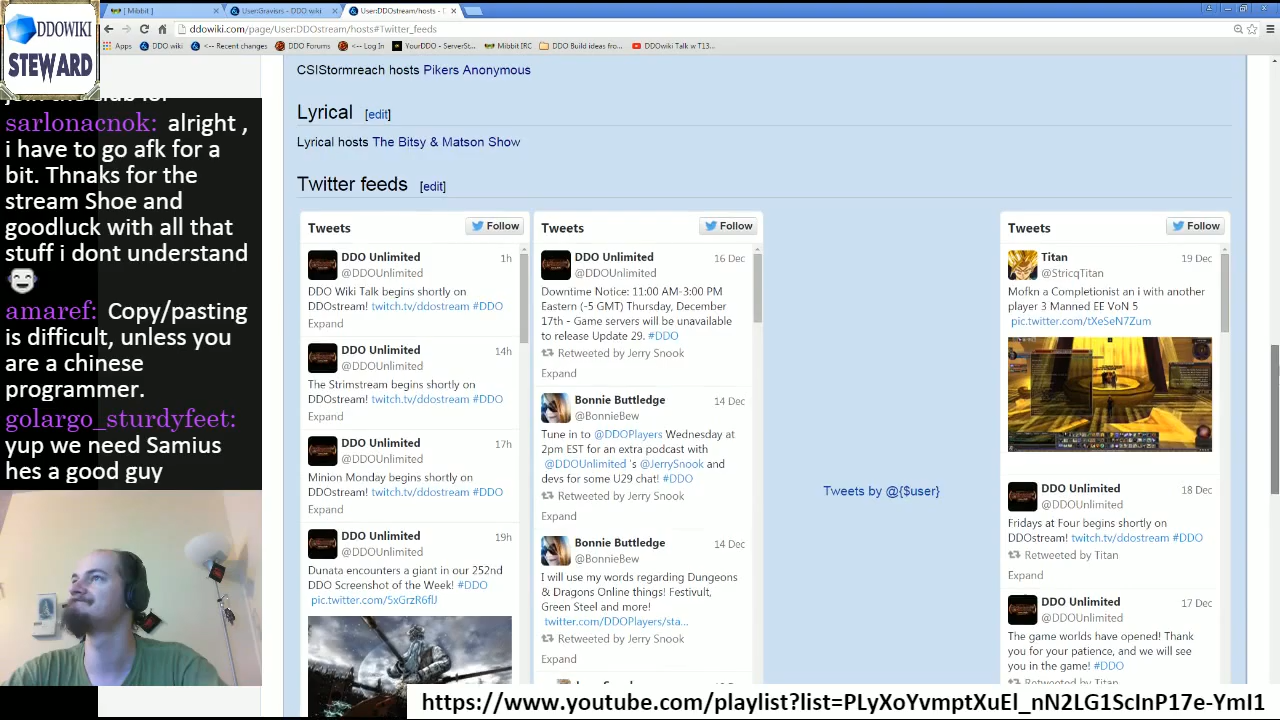 DDOWIKI
STEWARD
[ Mibbit ]
User:Gravisrs - DDO wiki
User:DDOstream/hosts - D
ddowiki.com/page/User:DDOstream/hosts#Twitter_feeds
Apps
DDO wiki
<- Recent changes
DDO Forums
<- Log In
YourDDO - ServerSt...
Mibbit IRC
DDO Build ideas fro...
DDOwiki Talk w T13...
sarlonacnok: alright ,
i have to go afk for a
bit. Thnaks for the
stream Shoe and
goodluck with all that
stuff i dont understand
amaref: Copy/pasting
is difficult, unless you
are a chinese
programmer.
golargo_sturdyfeet:
yup we need Samius
hes a good guy
CSIStormreach hosts Pikers Anonymous
Lyrical [edit]
Lyrical hosts The Bitsy & Matson Show
Twitter feeds [edit]
Tweets
Follow
DDO Unlimited 1h
@DDOUnlimited
DDO Wiki Talk begins shortly on
DDOstream! twitch.tv/ddostream #DDO
Expand
DDO Unlimited 14h
@DDOUnlimited
The Strimstream begins shortly on
DDOstream! twitch.tv/ddostream #DDO
Expand
DDO Unlimited 17h
@DDOUnlimited
Minion Monday begins shortly on
DDOstream! twitch.tv/ddostream #DDO
Expand
DDO Unlimited 19h
@DDOUnlimited
Dunata encounters a giant in our 252nd
DDO Screenshot of the Week! #DDO
pic.twitter.com/5xGrzR6flJ
Tweets
Follow
DDO Unlimited 16 Dec
@DDOUnlimited
Downtime Notice: 11:00 AM-3:00 PM
Eastern (-5 GMT) Thursday, December
17th - Game servers will be unavailable
to release Update 29. #DDO
Retweeted by Jerry Snook
Expand
Bonnie Buttledge 14 Dec
@BonnieBew
Tune in to @DDOPlayers Wednesday at
2pm EST for an extra podcast with
@DDOUnlimited 's @JerrySnook and
devs for some U29 chat! #DDO
Retweeted by Jerry Snook
Expand
Bonnie Buttledge 14 Dec
@BonnieBew
I will use my words regarding Dungeons
& Dragons Online things! Festivult,
Green Steel and more!
twitter.com/DDOPlayers/sta...
Retweeted by Jerry Snook
Expand
Tweets by @{$user}
Tweets
Follow
Titan 19 Dec
@StricqTitan
Mofkn a Completionist an i with another
player 3 Manned EE VoN 5
pic.twitter.com/tXeSeN7Zum
DDO Unlimited 18 Dec
@DDOUnlimited
Fridays at Four begins shortly on
DDOstream! twitch.tv/ddostream #DDO
Retweeted by Titan
Expand
DDO Unlimited 17 Dec
@DDOUnlimited
The game worlds have opened! Thank
you for your patience, and we will see
you in the game! #DDO
Retweeted by Titan
https://www.youtube.com/playlist?list=PLyXoYvmptXuEl_nN2LG1ScInP17e-YmI1